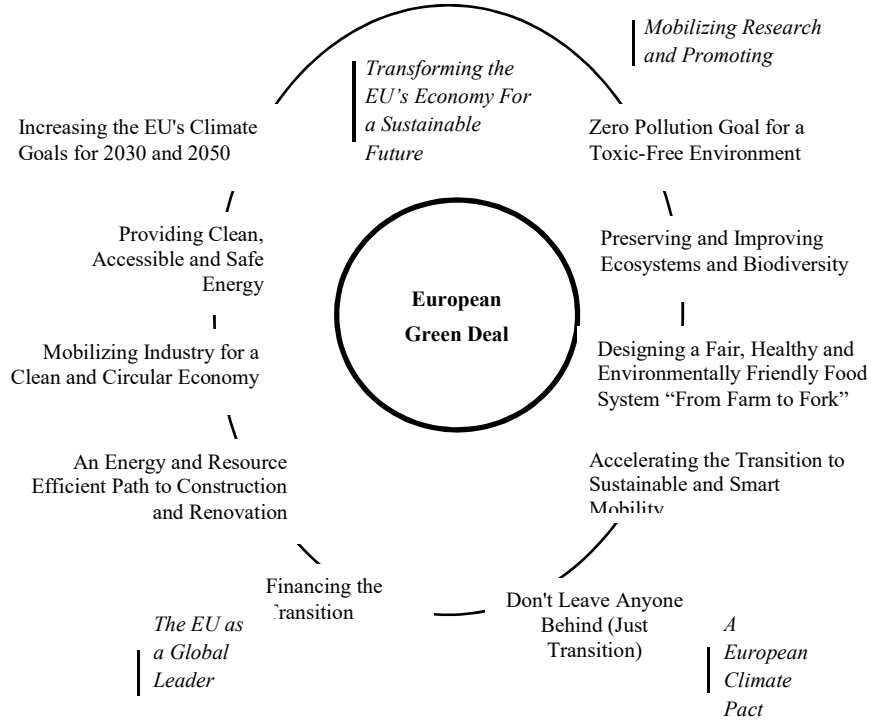 Mobilizing Research
and Promoting
Transforming the
EU’s Economy For
a Sustainable
Future
Increasing the EU's Climate
Goals for 2030 and 2050
Zero Pollution Goal for a
Toxic-Free Environment
Providing Clean,
Accessible and Safe
Energy
Preserving and Improving
Ecosystems and Biodiversity
European
Green Deal
Mobilizing Industry for a
Clean and Circular Economy
Designing a Fair, Healthy and
Environmentally Friendly Food
System “From Farm to Fork”
An Energy and Resource
Efficient Path to Construction
and Renovation
Accelerating the Transition to
Sustainable and Smart
Mobility
Financing the
Transition
Don't Leave Anyone
Behind (Just
Transition)
The EU as
a Global
Leader
A
European
Climate
Pact